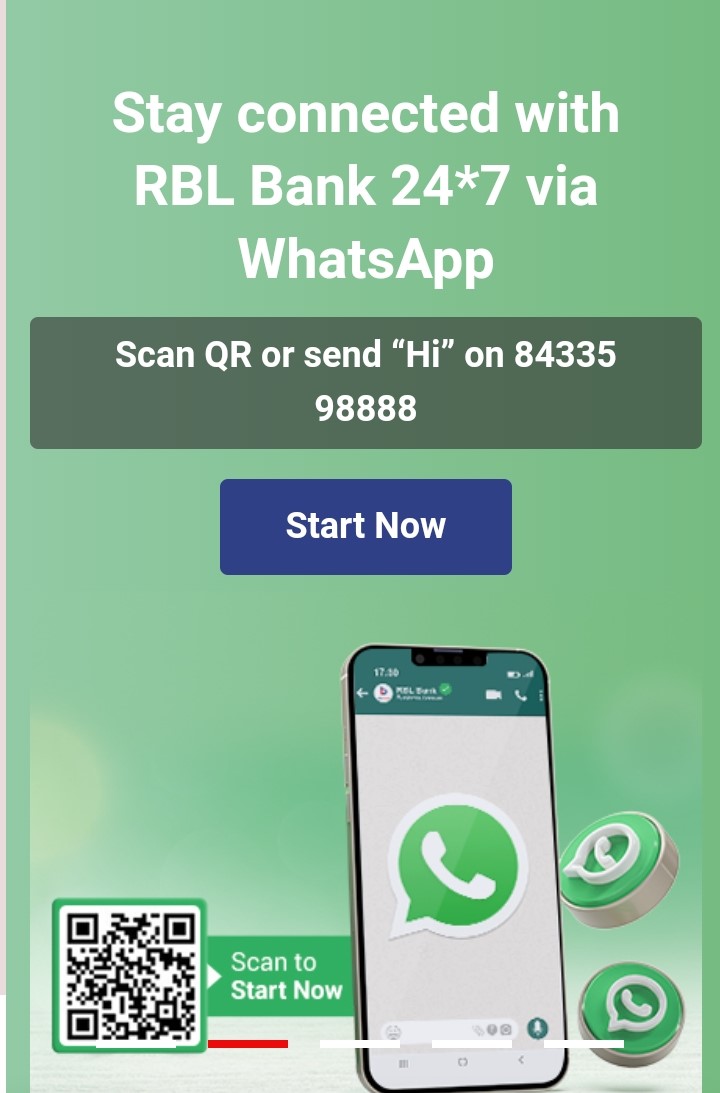 Stay connected with
RBL Bank 24*7 via
WhatsApp
Scan QR or send “Hi” on 84335
98888
Start Now
17:30
RBL Bank
Scan to
Start Now